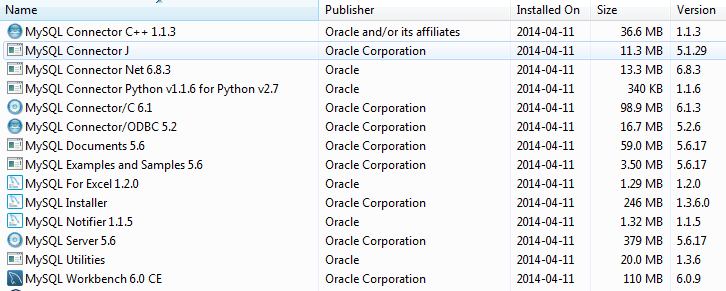 Name Publisher Installed On Size Version
MySQL Connector C++ 1.1.3 Oracle and/or its affiliates 2014-04-11 36.6 MB 1.1.3
MySQL Connector J Oracle Corporation 2014-04-11 11.3 MB 5.1.29
MySQL Connector Net 6.8.3 Oracle 2014-04-11 13.3 MB 6.8.3
MySQL Connector Python v1.1.6 for Python v2.7 Oracle 2014-04-11 340 KB 1.1.6
MySQL Connector/C 6.1 Oracle Corporation 2014-04-11 98.9 MB 6.1.3
MySQL Connector/ODBC 5.2 Oracle Corporation 2014-04-11 16.7 MB 5.2.6
MySQL Documents 5.6 Oracle Corporation 2014-04-11 59.0 MB 5.6.17
MySQL Examples and Samples 5.6 Oracle Corporation 2014-04-11 3.50 MB 5.6.17
MySQL For Excel 1.2.0 Oracle 2014-04-11 1.29 MB 1.2.0
MySQL Installer Oracle Corporation 2014-04-11 246 MB 1.3.6.0
MySQL Notifier 1.1.5 Oracle 2014-04-11 1.32 MB 1.1.5
MySQL Server 5.6 Oracle Corporation 2014-04-11 379 MB 5.6.17
MySQL Utilities Oracle 2014-04-11 20.0 MB 1.3.6
MySQL Workbench 6.0 CE Oracle Corporation 2014-04-11 110 MB 6.0.9